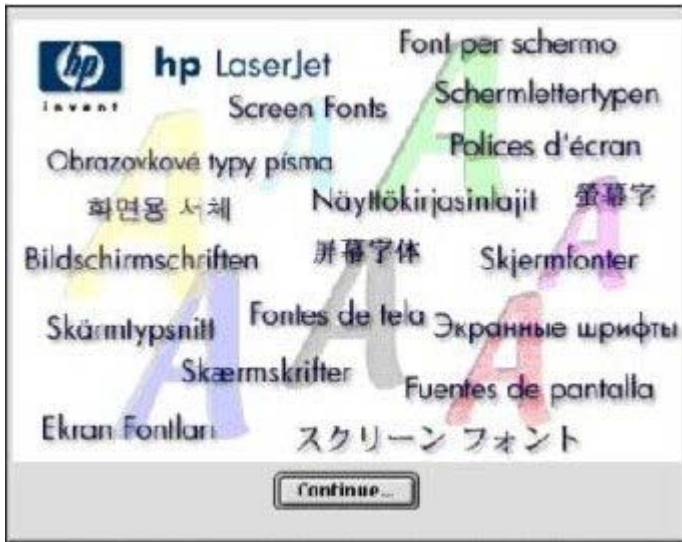 hp
invent
hp LaserJet
Font per schermo
Screen Fonts
Schermlettertypen
Obrazovkové typy písma
Polices d'écran
화면용 서체
Näyttökirjasinlajit
螢幕字
Bildschirmschriften
屏幕字体
Skjermfonter
Skärmtypsnitt
Fontes de tela
Экранные шрифты
Skærmskrifter
Fuentes de pantalla
Ekran Fontları
スクリーン フォント
Continue...